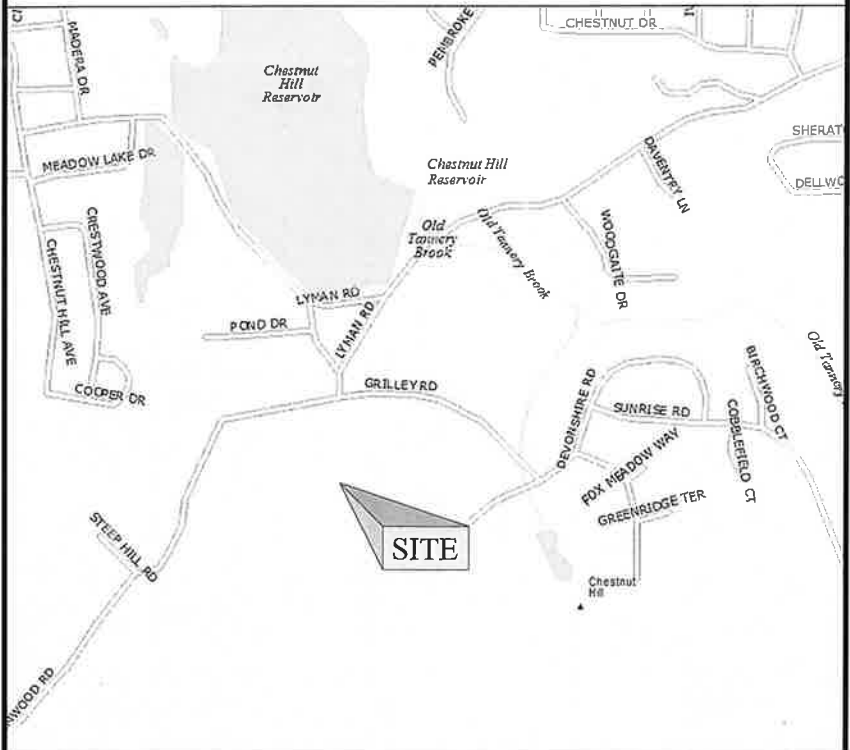 CHESTNUT DR
MADERA DR
PEMBROKE
Chestnut
Hill
Reservoir
SHERAT
MEADOW LAKE DR
DAVENTRY LN
Chestnut Hill
Reservoir
DELLWO
CRESTWOOD AVE
Old
Tannery
Brook
Old Tannery Brook
WOODGAITE DR
CHESTNUT HILL AVE
LYMAN RD
POND DR
LYMAN RD
Old Tannery
COOPER DR
GRILLEY RD
BIRCHWOOD CT
DEVONSHIRE RD
SUNRISE RD
COBBLEFIELD CT
FOX MEADOW WAY
GREENRIDGE TER
STEEP HILL RD
SITE
Chestnut
Hill
NWOOD RD